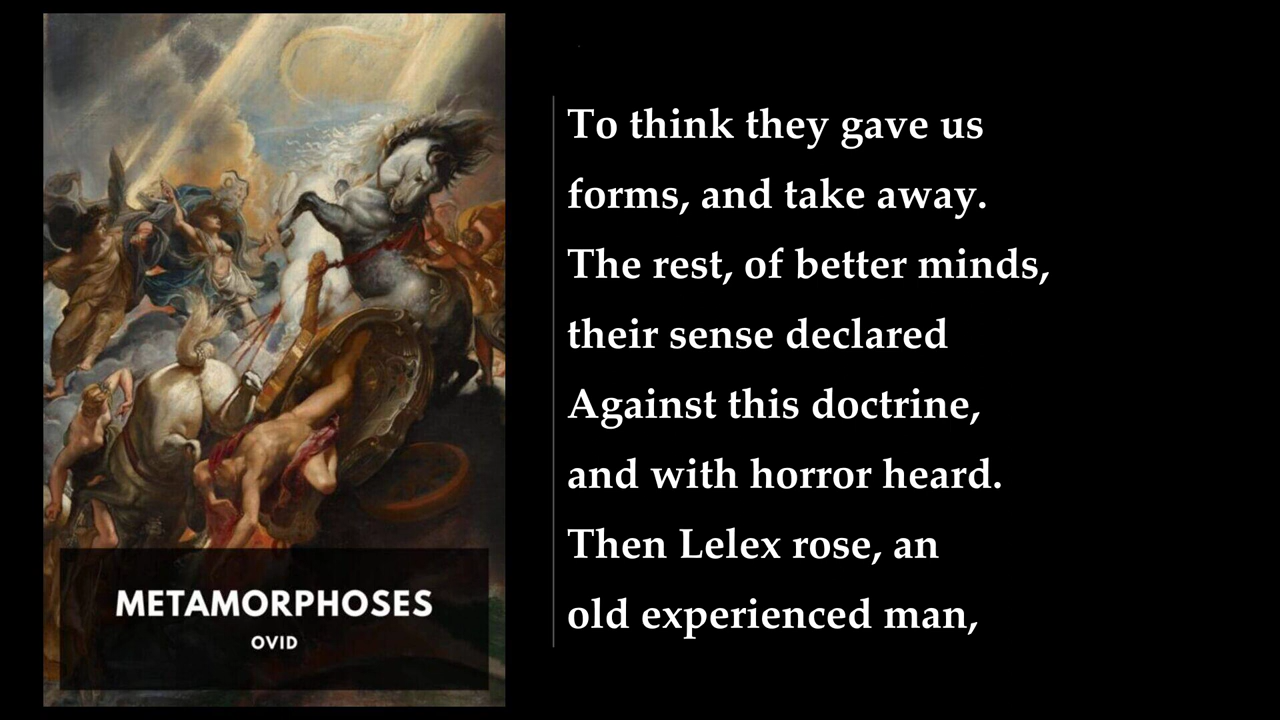 METAMORPHOSES
OVID
To think they gave us
forms, and take away.
The rest, of better minds,
their sense declared
Against this doctrine,
and with horror heard.
Then Lelex rose, an
old experienced man,